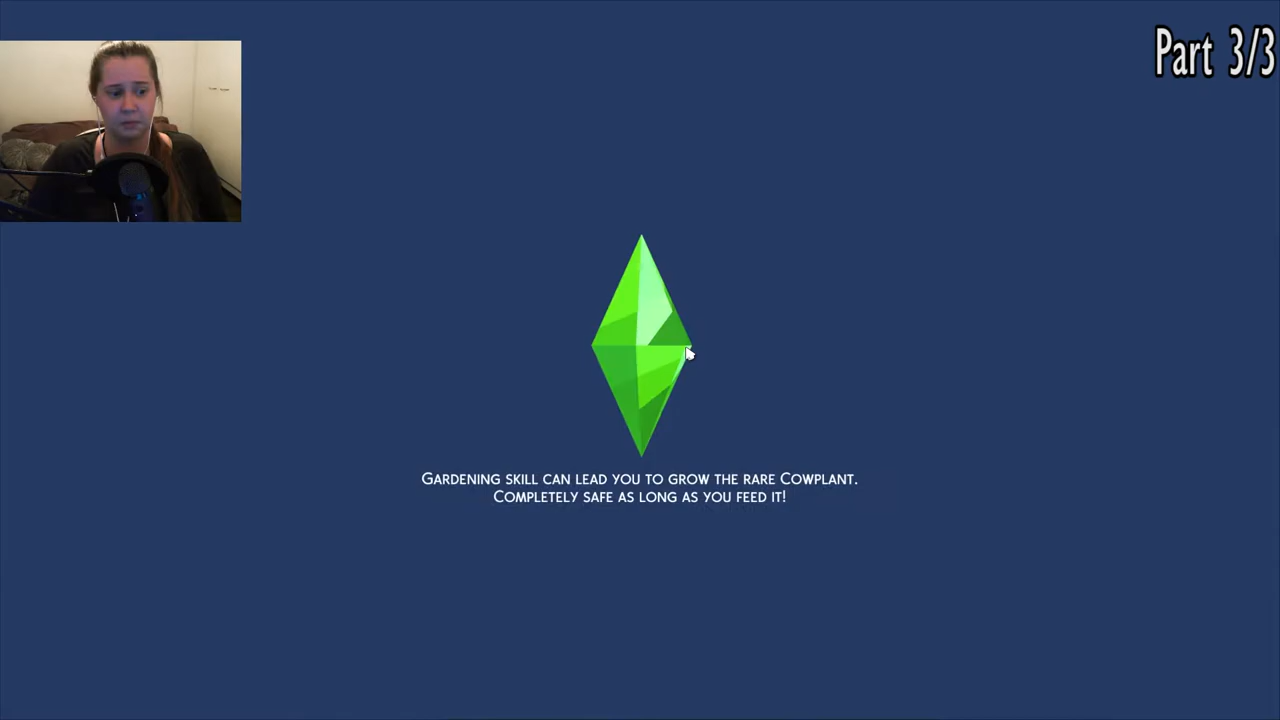 Part 3/3
GARDENING SKILL CAN LEAD YOU TO GROW THE RARE COWPLANT.
COMPLETELY SAFE AS LONG AS YOU FEED IT!